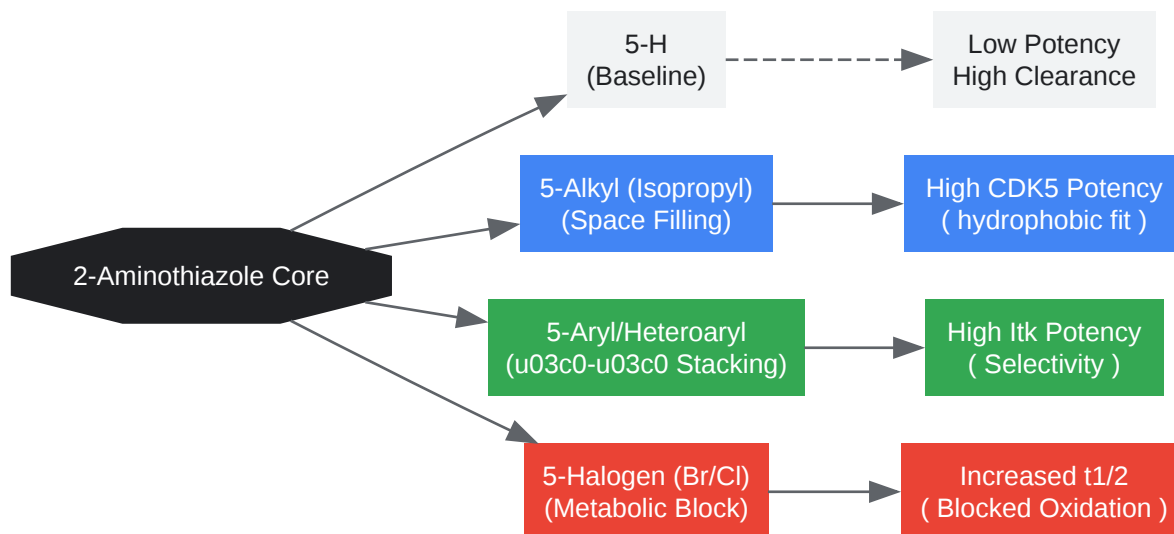 5-H
(Baseline)
Low Potency
High Clearance
5-Alkyl (Isopropyl)
(Space Filling)
High CDK5 Potency
( hydrophobic fit )
2-Aminothiazole Core
5-Aryl/Heteroaryl
(u03c0-u03c0 Stacking)
High Itk Potency
( Selectivity )
5-Halogen (Br/Cl)
(Metabolic Block)
Increased t1/2
( Blocked Oxidation )